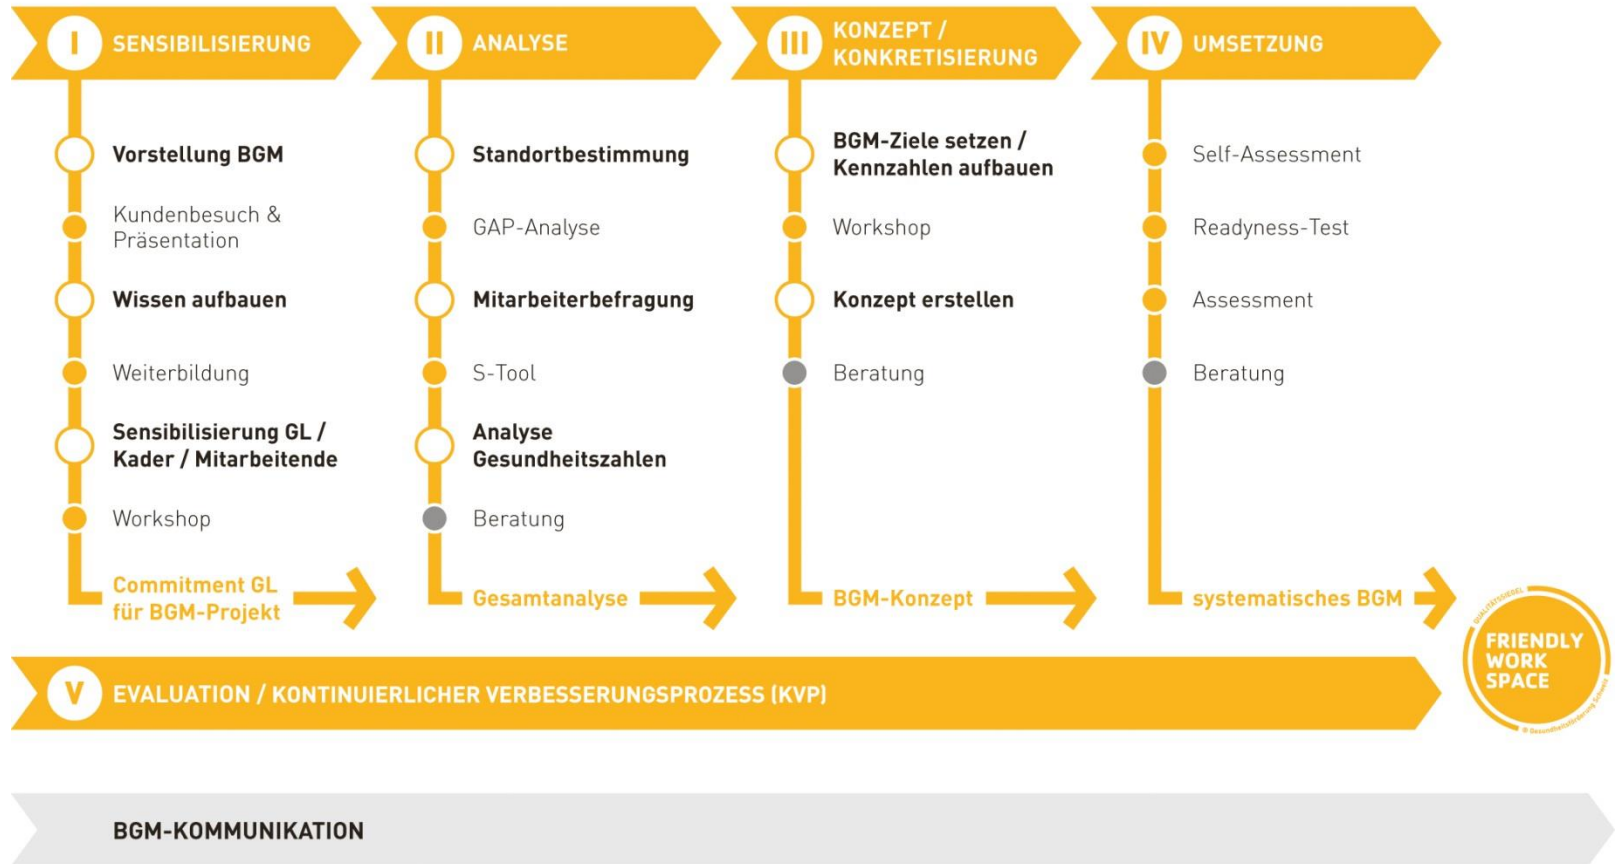 I
SENSIBILISIERUNG
Vorstellung BGM
Kundenbesuch &
Präsentation
Wissen aufbauen
Weiterbildung
Sensibilisierung GL /
Kader / Mitarbeitende
Workshop
Commitment GL
für BGM-Projekt
II
ANALYSE
Standortbestimmung
GAP-Analyse
Mitarbeiterbefragung
S-Tool
Analyse
Gesundheitszahlen
Beratung
Gesamtanalyse
III
KONZEPT /
KONKRETISIERUNG
BGM-Ziele setzen /
Kennzahlen aufbauen
Workshop
Konzept erstellen
Beratung
BGM-Konzept
IV
UMSETZUNG
Self-Assessment
Readyness-Test
Assessment
Beratung
systematisches BGM
QUALITÄTSSIEGEL
FRIENDLY
WORK
SPACE
© Gesundheitsförderung Schweiz
V
EVALUATION / KONTINUIERLICHER VERBESSERUNGSPROZESS (KVP)
BGM-KOMMUNIKATION